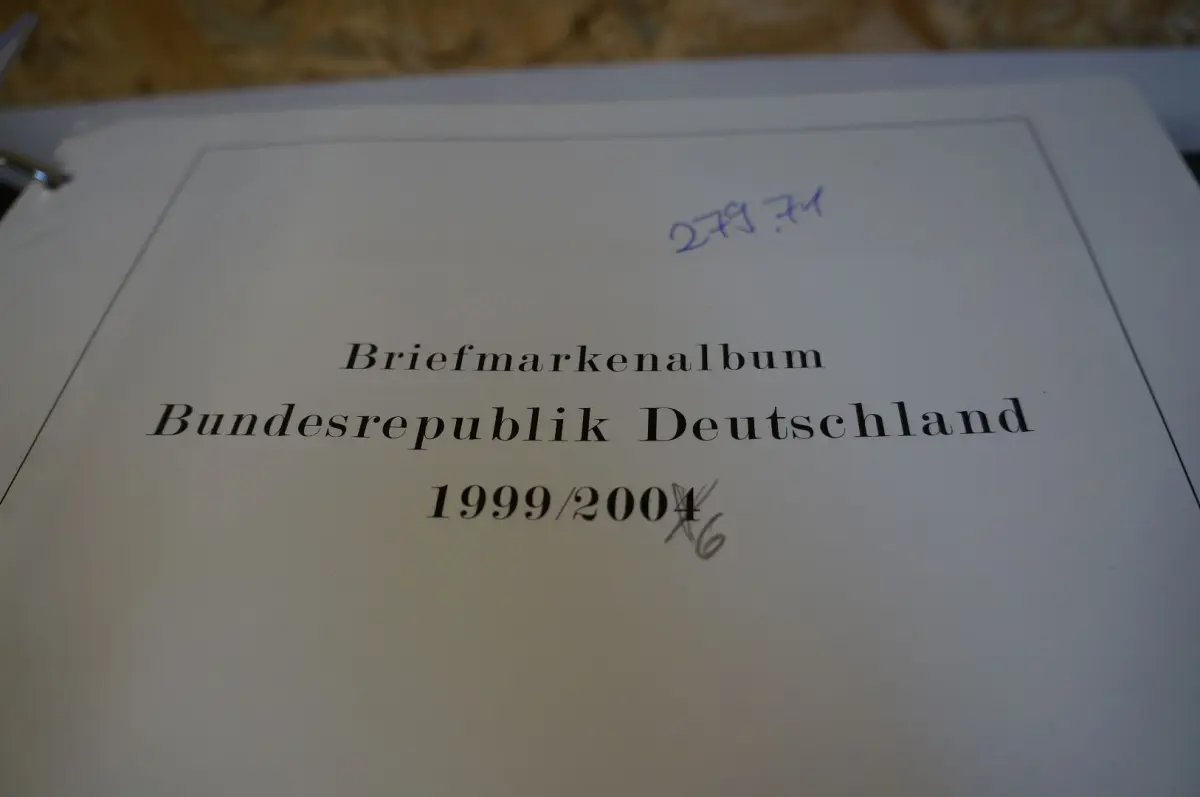 279.71
Briefmarkenalbum
Bundesrepublik Deutschland
1999/2004 6